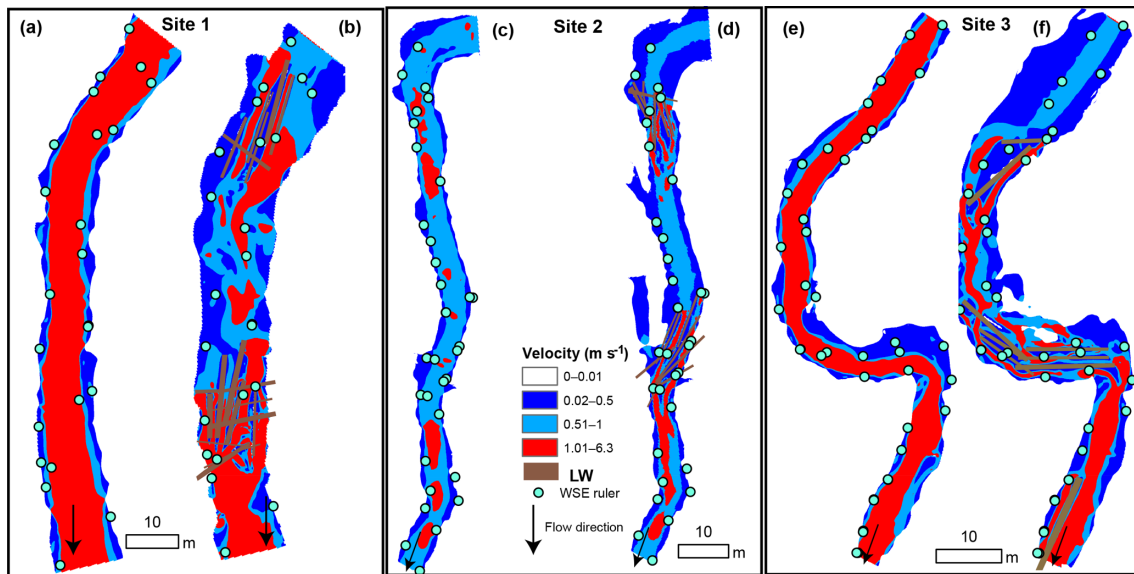 (a) Site 1 (b)
(c) Site 2 (d)
(e) Site 3 (f)
Velocity (m s⁻¹)
0–0.01
0.02–0.5
0.51–1
1.01–6.3
LW
WSE ruler
Flow direction
10
m
10
m
10
m